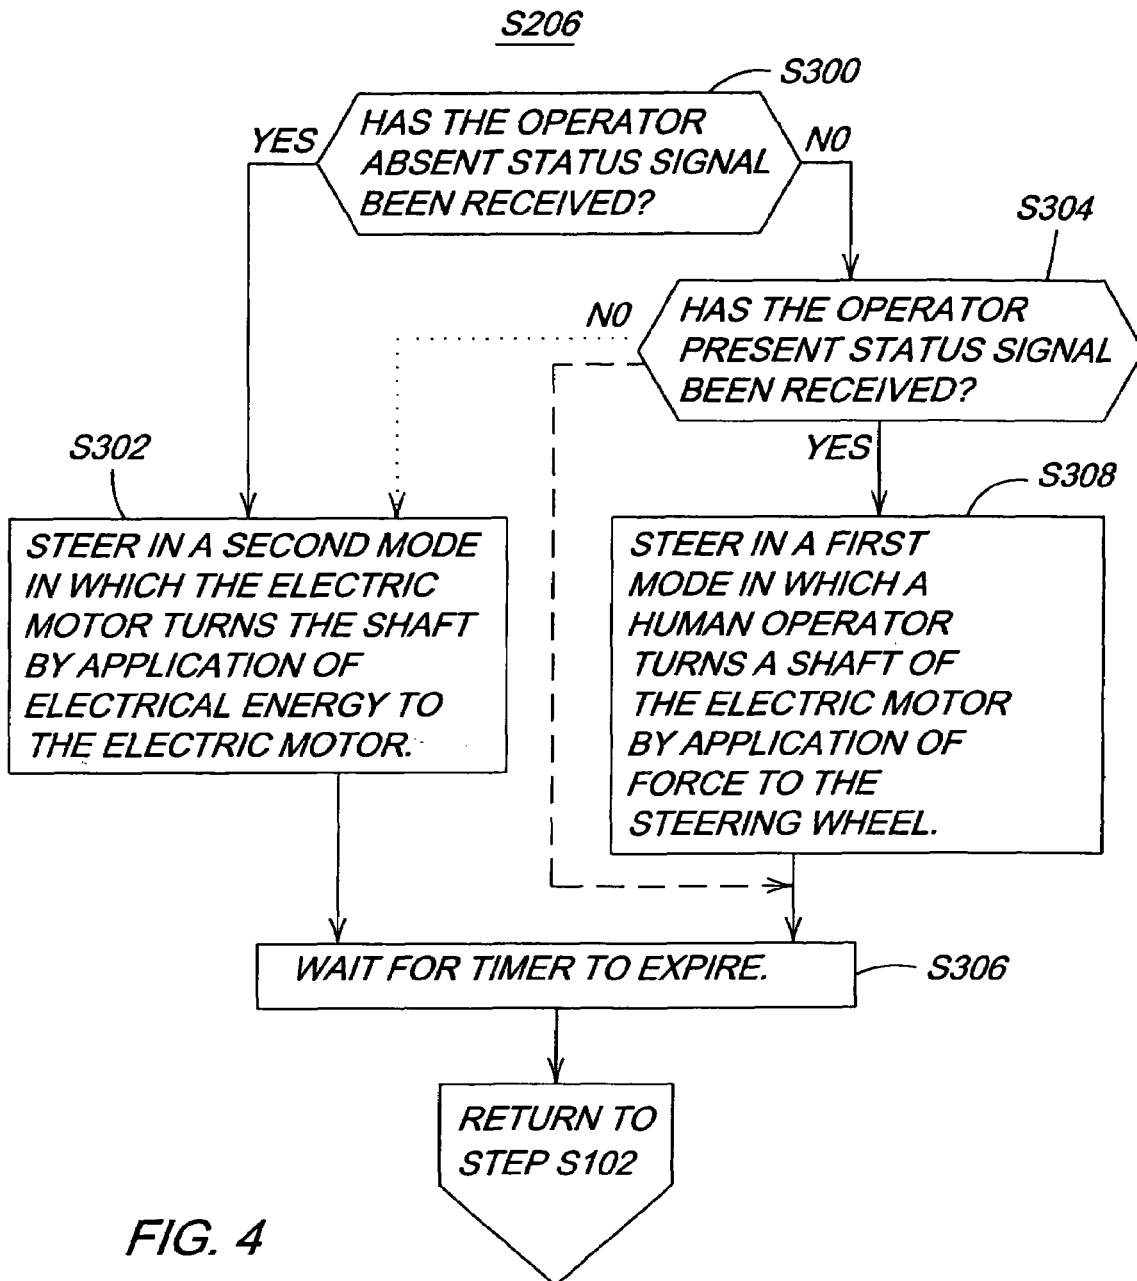 S206
S300
HAS THE OPERATOR
ABSENT STATUS SIGNAL
BEEN RECEIVED?
YES
NO
S304
HAS THE OPERATOR
PRESENT STATUS SIGNAL
BEEN RECEIVED?
NO
YES
S302
STEER IN A SECOND MODE
IN WHICH THE ELECTRIC
MOTOR TURNS THE SHAFT
BY APPLICATION OF
ELECTRICAL ENERGY TO
THE ELECTRIC MOTOR.
S308
STEER IN A FIRST
MODE IN WHICH A
HUMAN OPERATOR
TURNS A SHAFT OF
THE ELECTRIC MOTOR
BY APPLICATION OF
FORCE TO THE
STEERING WHEEL.
WAIT FOR TIMER TO EXPIRE.
S306
RETURN TO
STEP S102
FIG. 4